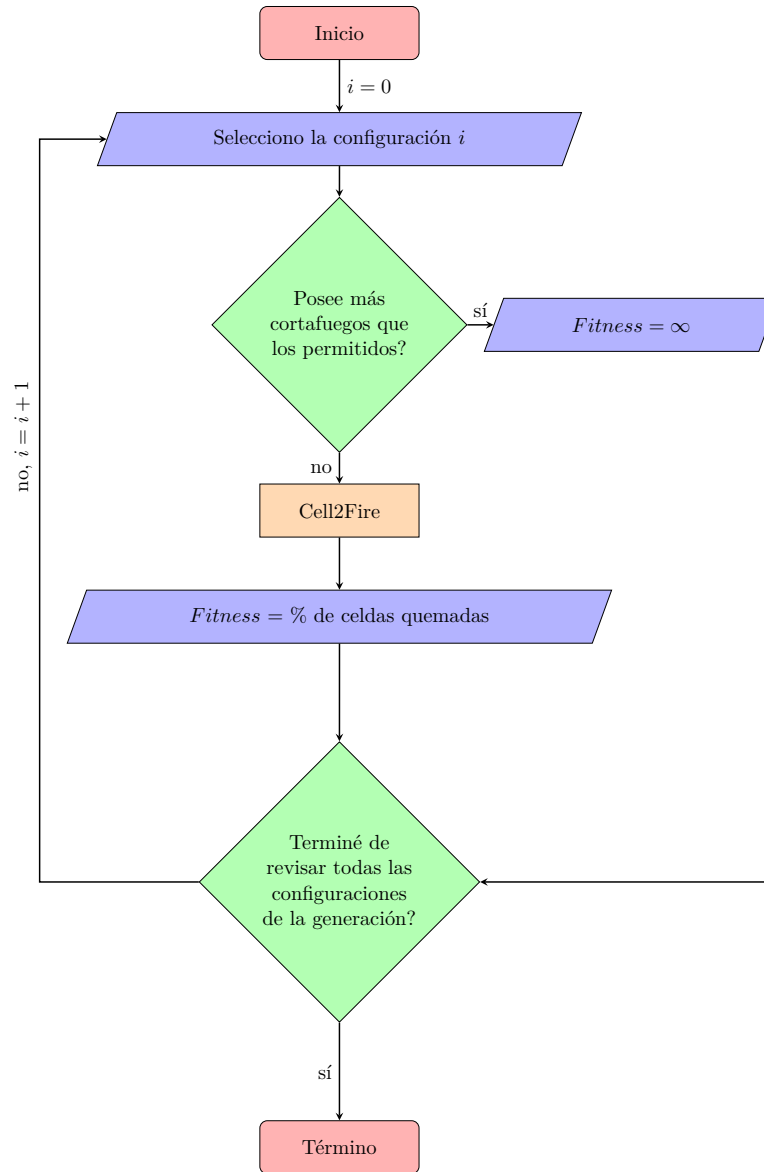 Inicio
i = 0
Selecciono la configuración i
Posee más
cortafuegos que
los permitidos?
sí
Fitness = ∞
no
Cell2Fire
Fitness = % de celdas quemadas
no, i = i + 1
Terminé de
revisar todas las
configuraciones
de la generación?
sí
Término